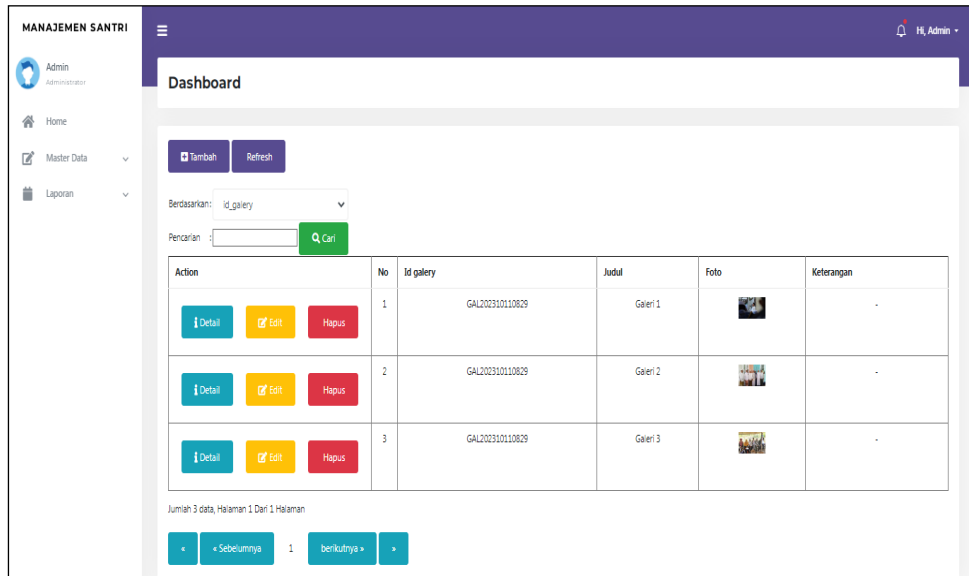 MANAJEMEN SANTRI
Hi, Admin
Admin
Administrator
Dashboard
Home
Master Data
Laporan
Tambah Refresh
Berdasarkan: id_galery
Pencarian : Cari
Action No Id galery Judul Foto Keterangan
Detail Edit Hapus 1 GAL202310110829 Galeri 1 -
Detail Edit Hapus 2 GAL202310110829 Galeri 2 -
Detail Edit Hapus 3 GAL202310110829 Galeri 3 -
Jumlah 3 data, Halaman 1 Dari 1 Halaman
« « Sebelumnya 1 berikutnya » »